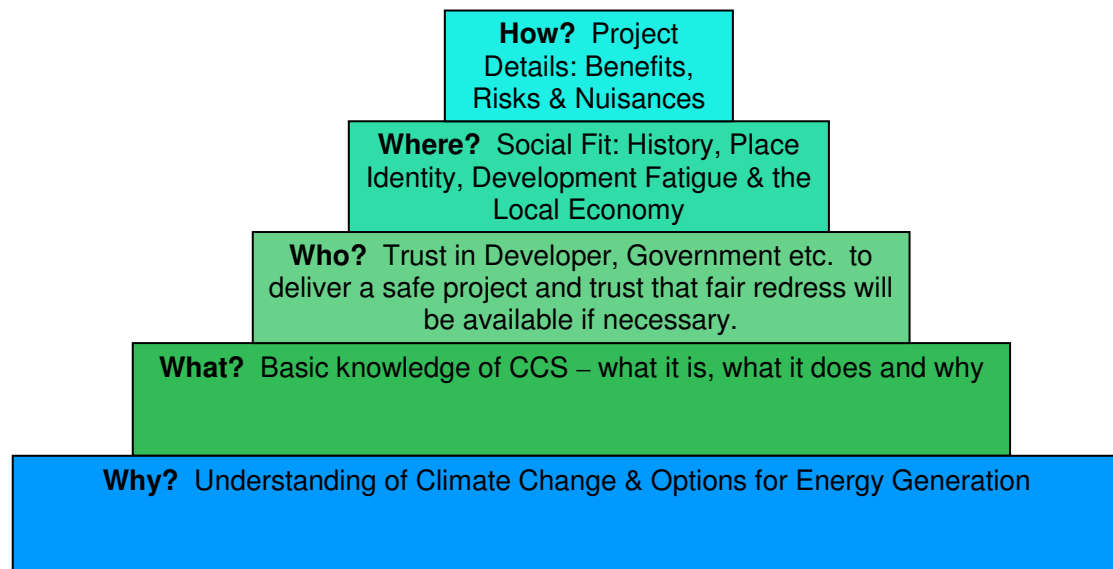 How? Project
Details: Benefits,
Risks & Nuisances
Where? Social Fit: History, Place
Identity, Development Fatigue & the
Local Economy
Who? Trust in Developer, Government etc. to
deliver a safe project and trust that fair redress will
be available if necessary.
What? Basic knowledge of CCS – what it is, what it does and why
Why? Understanding of Climate Change & Options for Energy Generation